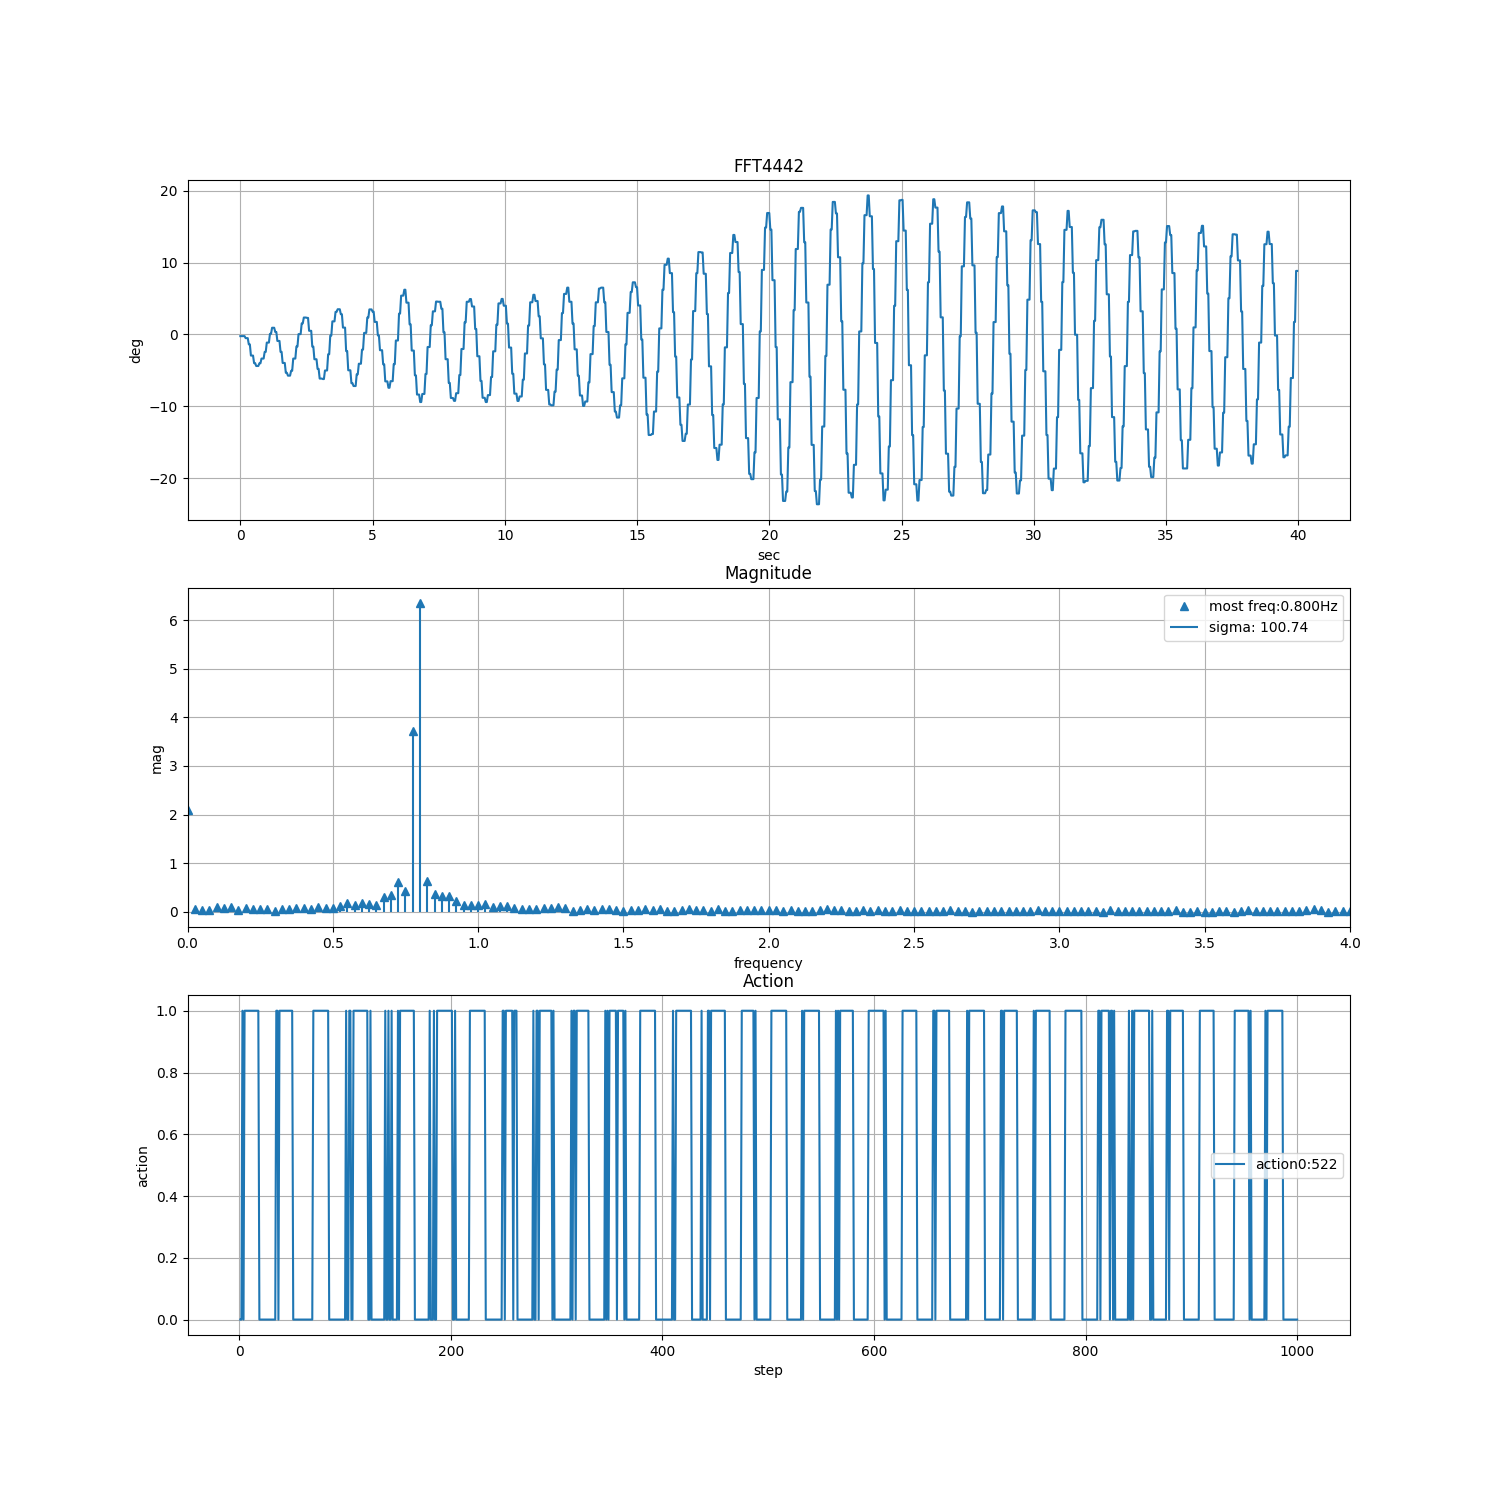 FFT4442
20
10
0
−10
−20
deg
0 5 10 15 20 25 30 35 40
sec
Magnitude
most freq:0.800Hz
sigma: 100.74
6
5
4
3
2
1
0
mag
0.0 0.5 1.0 1.5 2.0 2.5 3.0 3.5 4.0
frequency
Action
1.0
0.8
0.6
0.4
0.2
0.0
action
action0:522
0 200 400 600 800 1000
step